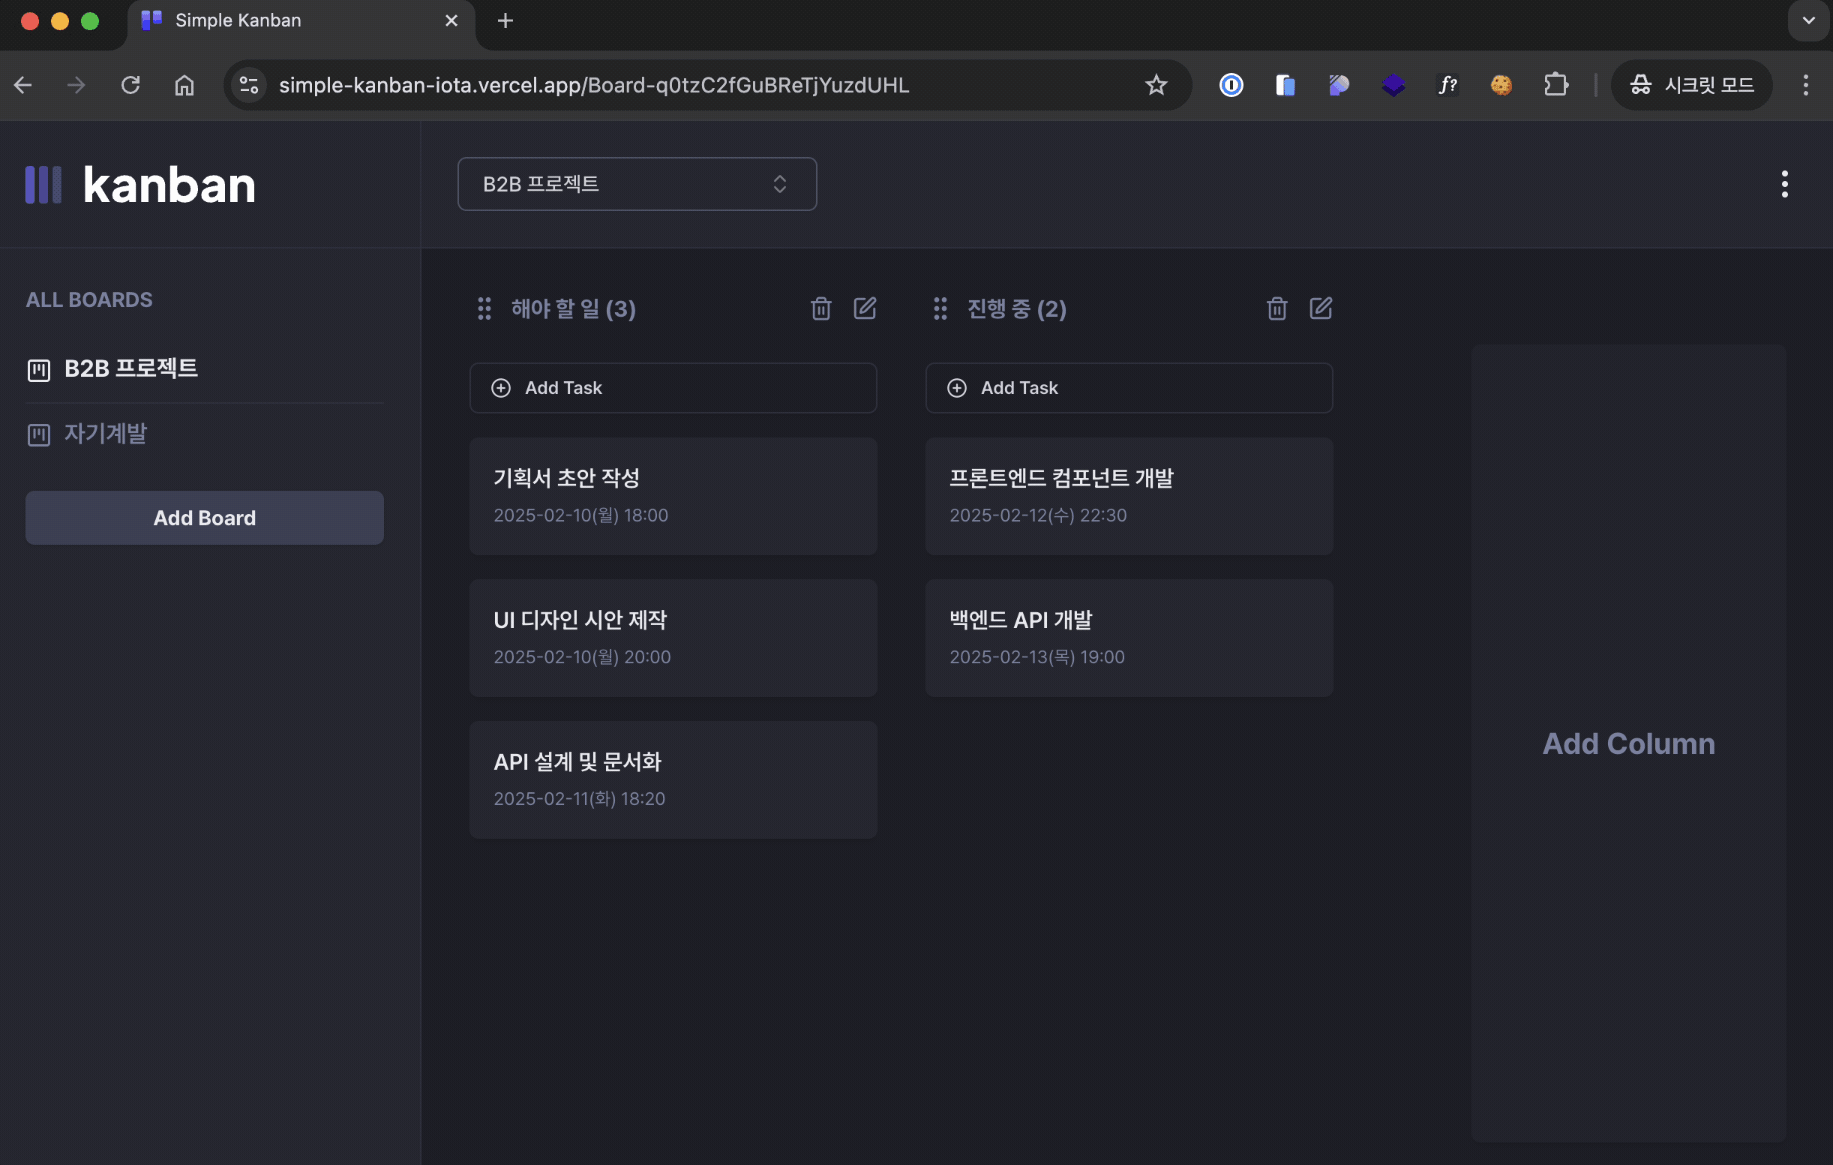 Simple Kanban
simple-kanban-iota.vercel.app/Board-q0tzC2fGuBReTjYuzdUHL
f?
시크릿 모드
kanban
B2B 프로젝트
ALL BOARDS
B2B 프로젝트
자기계발
Add Board
해야 할 일 (3)
Add Task
기획서 초안 작성
2025-02-10(월) 18:00
UI 디자인 시안 제작
2025-02-10(월) 20:00
API 설계 및 문서화
2025-02-11(화) 18:20
진행 중 (2)
Add Task
프론트엔드 컴포넌트 개발
2025-02-12(수) 22:30
백엔드 API 개발
2025-02-13(목) 19:00
Add Column